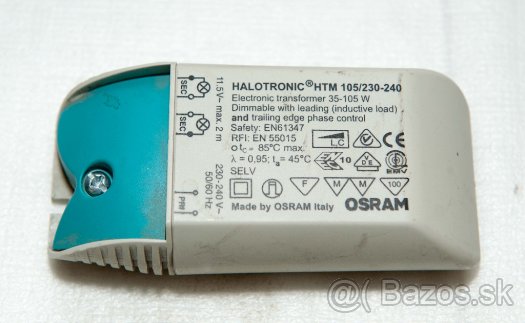 HALOTRONIC® HTM 105/230-240
Electronic transformer 35-105 W
Dimmable with leading (inductive load)
and trailing edge phase control
Safety: EN61347
RFI: EN 55015
tc = 85°C max.
λ = 0,95; ta = 45°C
SELV
L,C
10
EMV
F
M
M
100
Made by OSRAM Italy
OSRAM
SEC
SEC
11.5V~ max. 2 m
230-240 V~
50/60 Hz
PRI
@( Bazos.sk